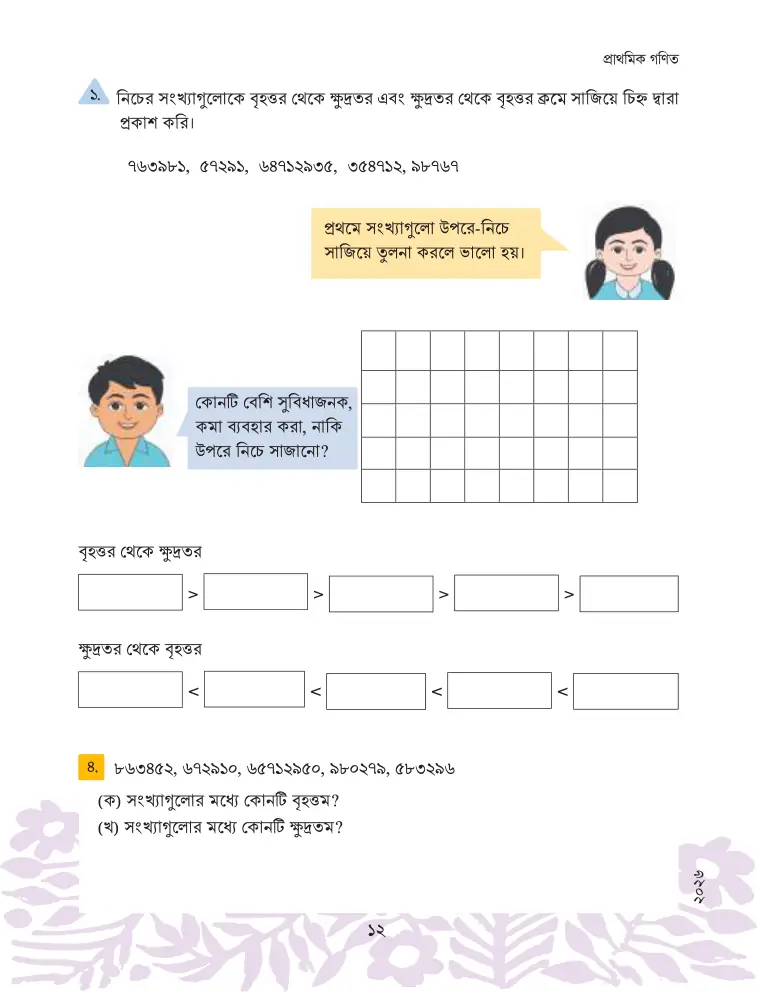 প্রাথমিক গণিত
১. নিচের সংখ্যাগুলোকে বৃহত্তর থেকে ক্ষুদ্রতর এবং ক্ষুদ্রতর থেকে বৃহত্তর ক্রমে সাজিয়ে চিহ্ন দ্বারা
প্রকাশ করি।
৭৬৩৯৮১, ৫৭২৯১, ৬৪৭১২৯৩৫, ৩৫৪৭১২, ৯৮৭৬৭
প্রথমে সংখ্যাগুলো উপরে-নিচে
সাজিয়ে তুলনা করলে ভালো হয়।
কোনটি বেশি সুবিধাজনক,
কমা ব্যবহার করা, নাকি
উপরে নিচে সাজানো?
বৃহত্তর থেকে ক্ষুদ্রতর
> > > >
ক্ষুদ্রতর থেকে বৃহত্তর
< < < <
৪. ৮৬৩৪৫২, ৬৭২৯১০, ৬৫৭১২৯৫০, ৯৮০২৭৯, ৫৮৩২৯৬
(ক) সংখ্যাগুলোর মধ্যে কোনটি বৃহত্তম?
(খ) সংখ্যাগুলোর মধ্যে কোনটি ক্ষুদ্রতম?
২০২৬
১২